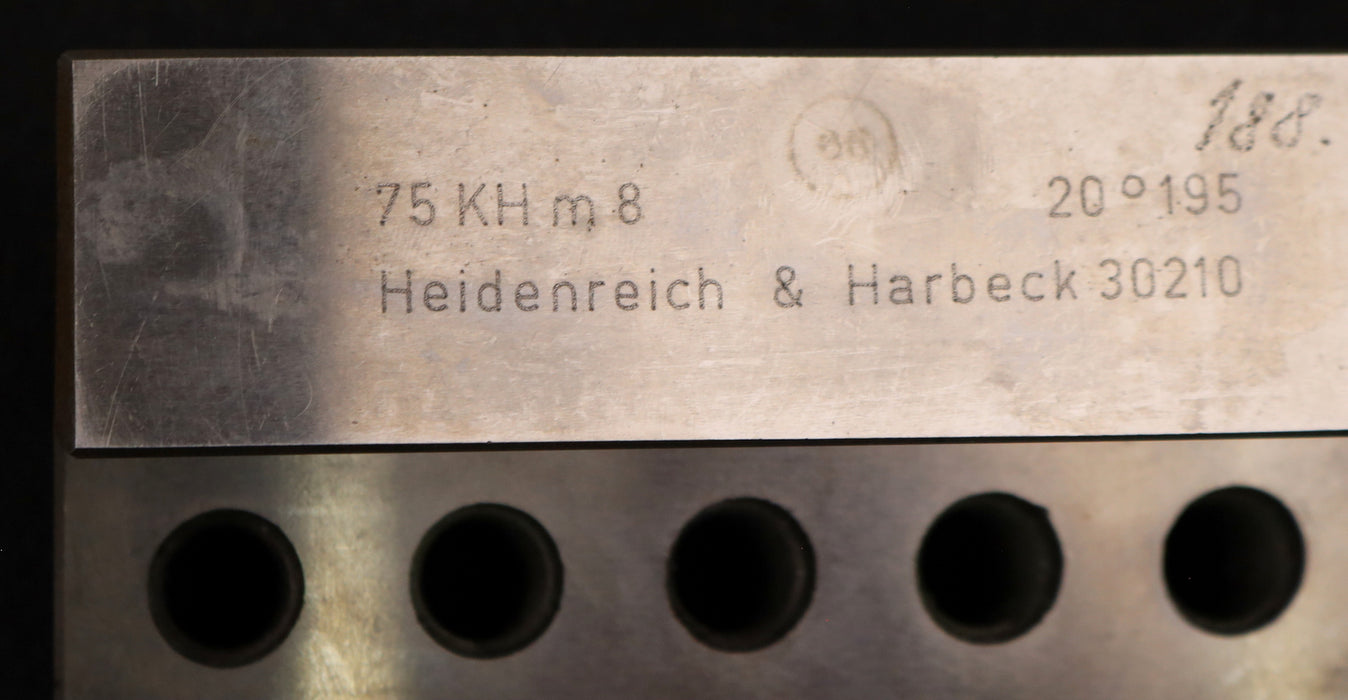 188.
75 KH m 8 20° 195
Heidenreich & Harbeck 30210